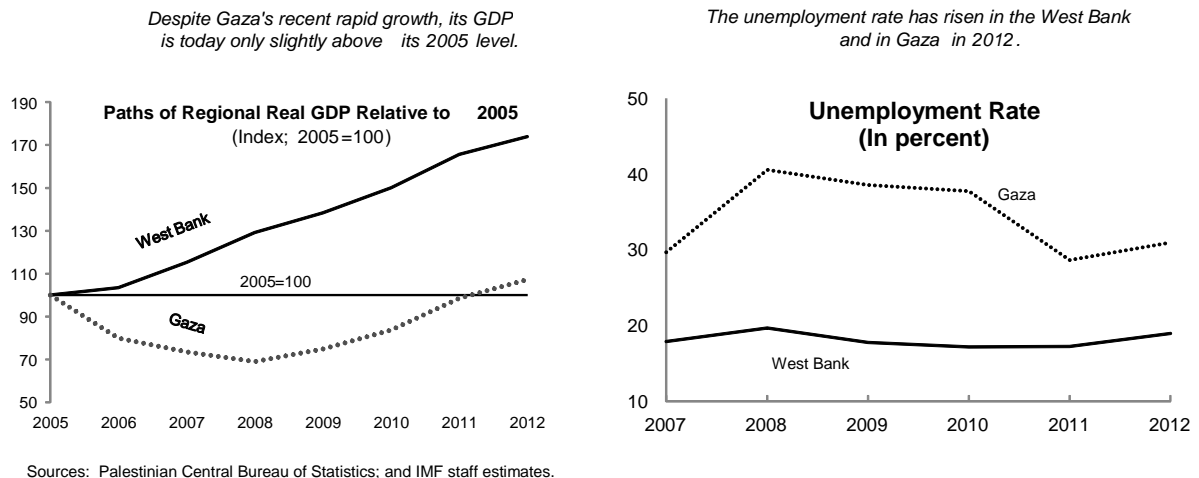 Despite Gaza's recent rapid growth, its GDP
is today only slightly above its 2005 level.
190
170
150
130
110
90
70
50
Paths of Regional Real GDP Relative to 2005
(Index; 2005=100)
West Bank
2005=100
Gaza
2005 2006 2007 2008 2009 2010 2011 2012
Sources: Palestinian Central Bureau of Statistics; and IMF staff estimates.
The unemployment rate has risen in the West Bank
and in Gaza in 2012.
50
40
30
20
10
Unemployment Rate
(In percent)
Gaza
West Bank
2007 2008 2009 2010 2011 2012